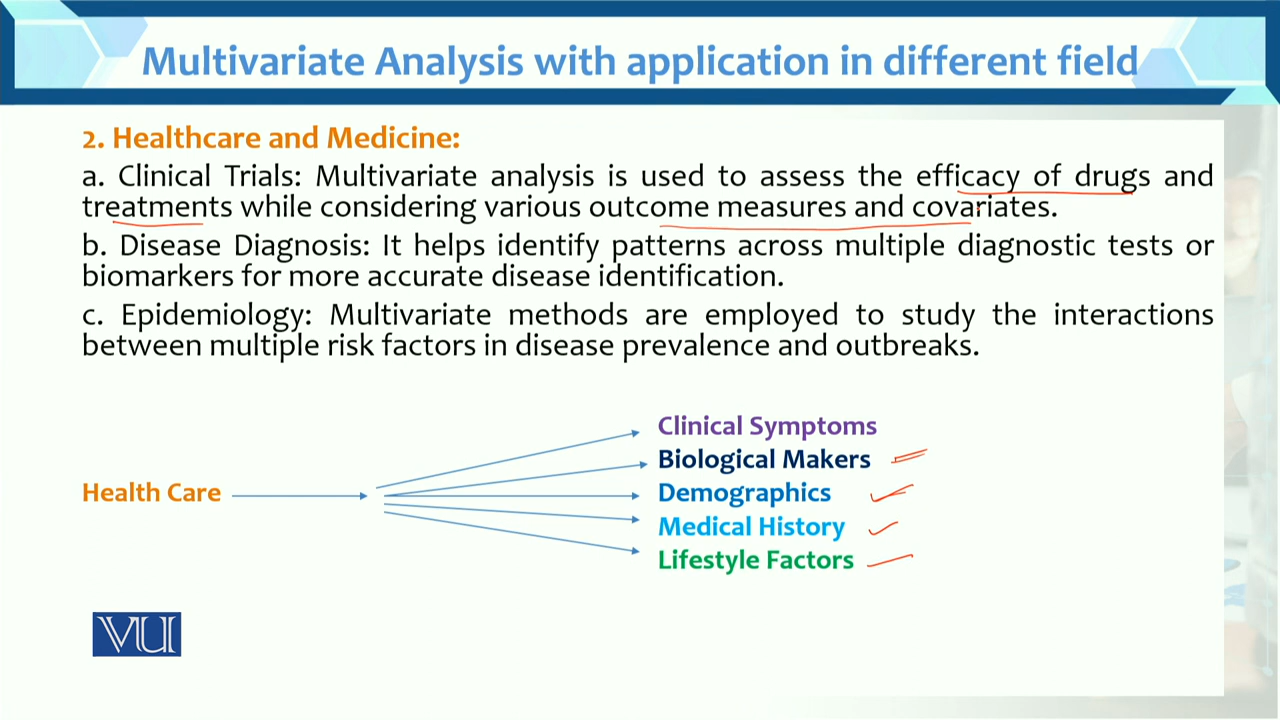 Multivariate Analysis with application in different field
2. Healthcare and Medicine:
a. Clinical Trials: Multivariate analysis is used to assess the efficacy of drugs and
treatments while considering various outcome measures and covariates.
b. Disease Diagnosis: It helps identify patterns across multiple diagnostic tests or
biomarkers for more accurate disease identification.
c. Epidemiology: Multivariate methods are employed to study the interactions
between multiple risk factors in disease prevalence and outbreaks.
Clinical Symptoms
Biological Makers
Health Care
Demographics
Medical History
Lifestyle Factors
VU